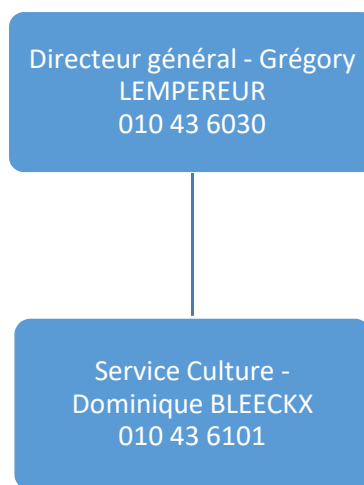 Directeur général - Grégory
LEMPEREUR
010 43 6030
Service Culture -
Dominique BLEECKX
010 43 6101